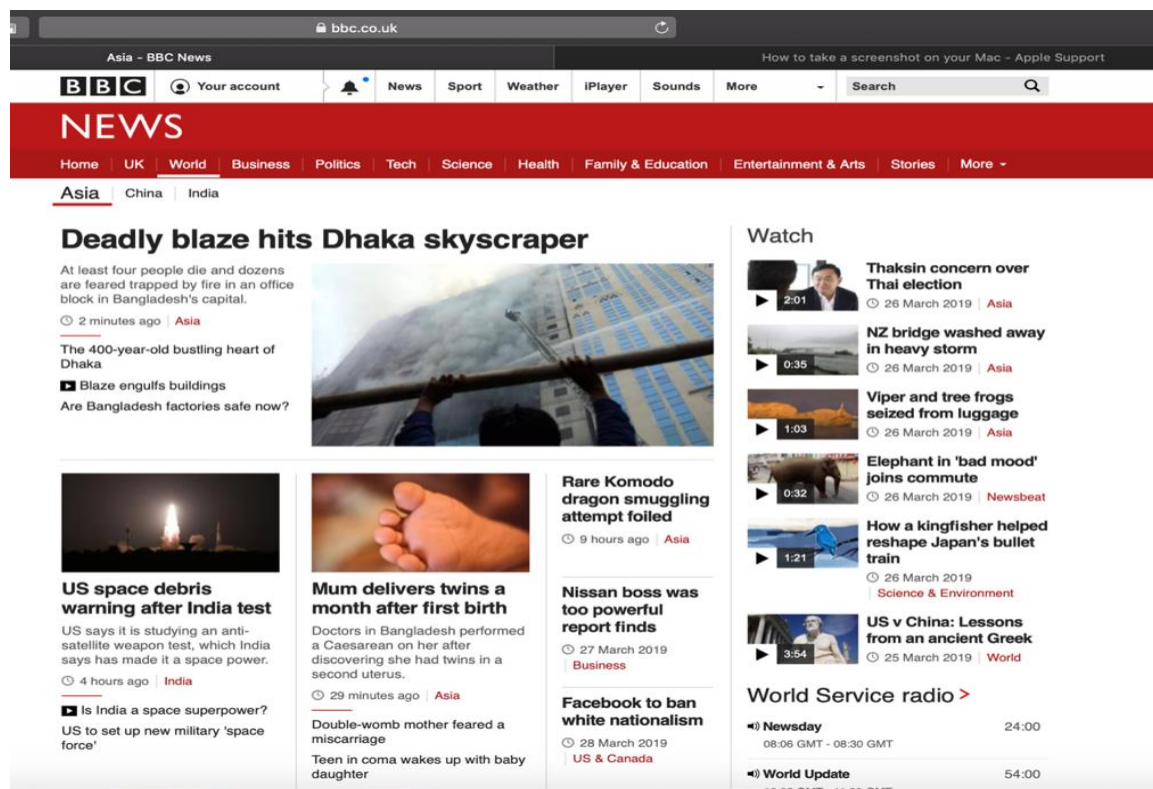 bbc.co.uk
Asia - BBC News
How to take a screenshot on your Mac - Apple Support
BBC
Your account
News
Sport
Weather
iPlayer
Sounds
More
Search
NEWS
Home
UK
World
Business
Politics
Tech
Science
Health
Family & Education
Entertainment & Arts
Stories
More
Asia
China
India
Deadly blaze hits Dhaka skyscraper
At least four people die and dozens
are feared trapped by fire in an office
block in Bangladesh's capital.
2 minutes ago
Asia
The 400-year-old bustling heart of
Dhaka
Blaze engulfs buildings
Are Bangladesh factories safe now?
US space debris
warning after India test
US says it is studying an anti-
satellite weapon test, which India
says has made it a space power.
4 hours ago
India
Is India a space superpower?
US to set up new military 'space
force'
Mum delivers twins a
month after first birth
Doctors in Bangladesh performed
a Caesarean on her after
discovering she had twins in a
second uterus.
29 minutes ago
Asia
Double-womb mother feared a
miscarriage
Teen in coma wakes up with baby
daughter
Rare Komodo
dragon smuggling
attempt foiled
9 hours ago
Asia
Nissan boss was
too powerful
report finds
27 March 2019
Business
Facebook to ban
white nationalism
28 March 2019
US & Canada
Watch
2:01
Thaksin concern over
Thai election
26 March 2019
Asia
0:35
NZ bridge washed away
in heavy storm
26 March 2019
Asia
1:03
Viper and tree frogs
seized from luggage
26 March 2019
Asia
0:32
Elephant in 'bad mood'
joins commute
26 March 2019
Newsbeat
1:21
How a kingfisher helped
reshape Japan's bullet
train
26 March 2019
Science & Environment
3:54
US v China: Lessons
from an ancient Greek
25 March 2019
World
World Service radio
Newsday
24:00
08:06 GMT - 08:30 GMT
World Update
54:00